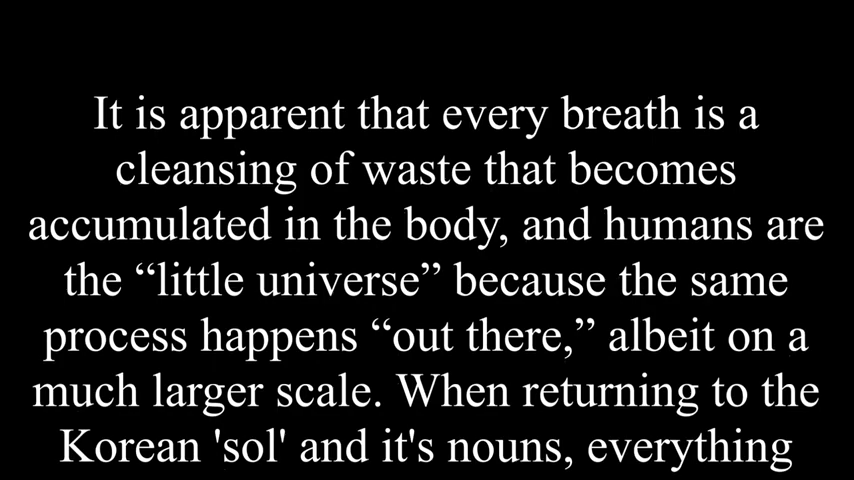 It is apparent that every breath is a
cleansing of waste that becomes
accumulated in the body, and humans are
the “little universe” because the same
process happens “out there,” albeit on a
much larger scale. When returning to the
Korean 'sol' and it's nouns, everything